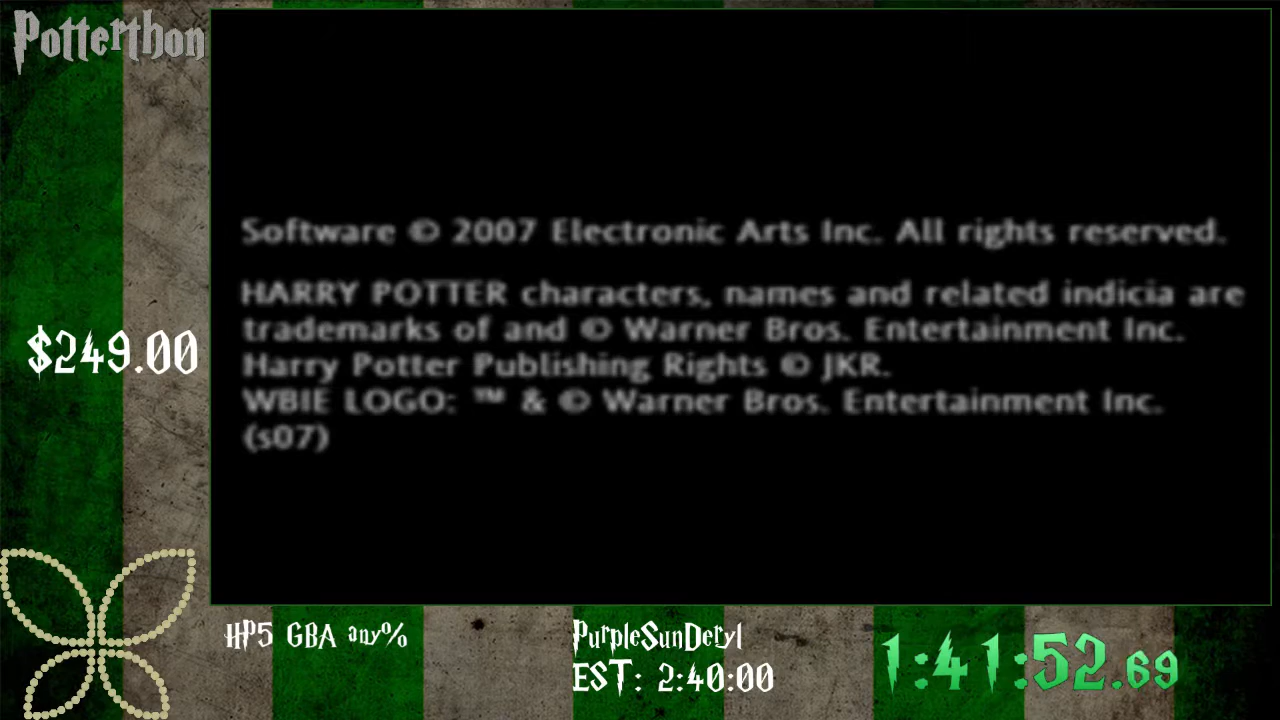 Potterthon
Software © 2007 Electronic Arts Inc. All rights reserved.
HARRY POTTER characters, names and related indicia are
trademarks of and © Warner Bros. Entertainment Inc.
Harry Potter Publishing Rights © JKR.
WBIE LOGO: ™ & © Warner Bros. Entertainment Inc.
(s07)
$249.00
HP5 GBA any%
PurpleSunDeryl
EST: 2:40:00
1:41:52.69